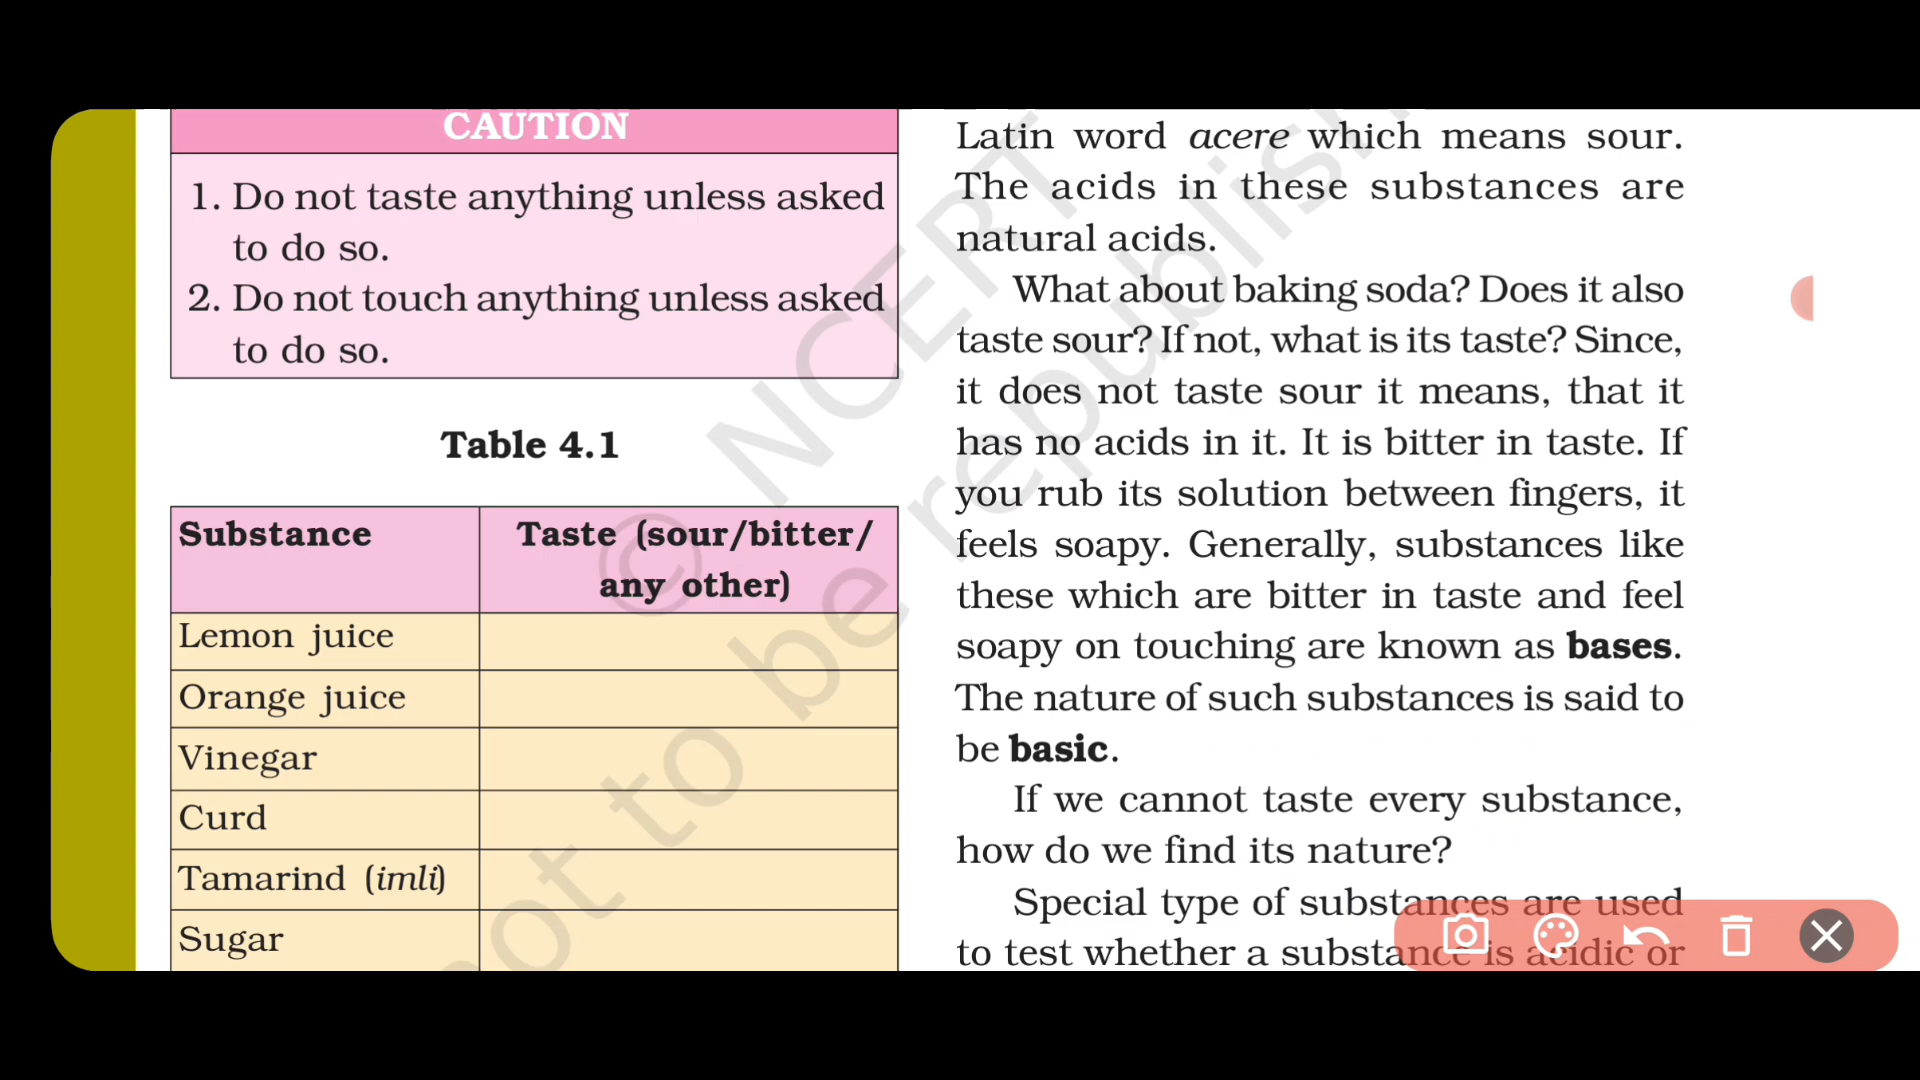 CAUTION
1. Do not taste anything unless asked
to do so.
2. Do not touch anything unless asked
to do so.
Table 4.1
Substance
Taste (sour/bitter/
any other)
Lemon juice
Orange juice
Vinegar
Curd
Tamarind (imli)
Sugar
Latin word acere which means sour.
The acids in these substances are
natural acids.
What about baking soda? Does it also
taste sour? If not, what is its taste? Since,
it does not taste sour it means, that it
has no acids in it. It is bitter in taste. If
you rub its solution between fingers, it
feels soapy. Generally, substances like
these which are bitter in taste and feel
soapy on touching are known as bases.
The nature of such substances is said to
be basic.
If we cannot taste every substance,
how do we find its nature?
Special type of substances are used
to test whether a substance is acidic or
© NCERT
not to be republish